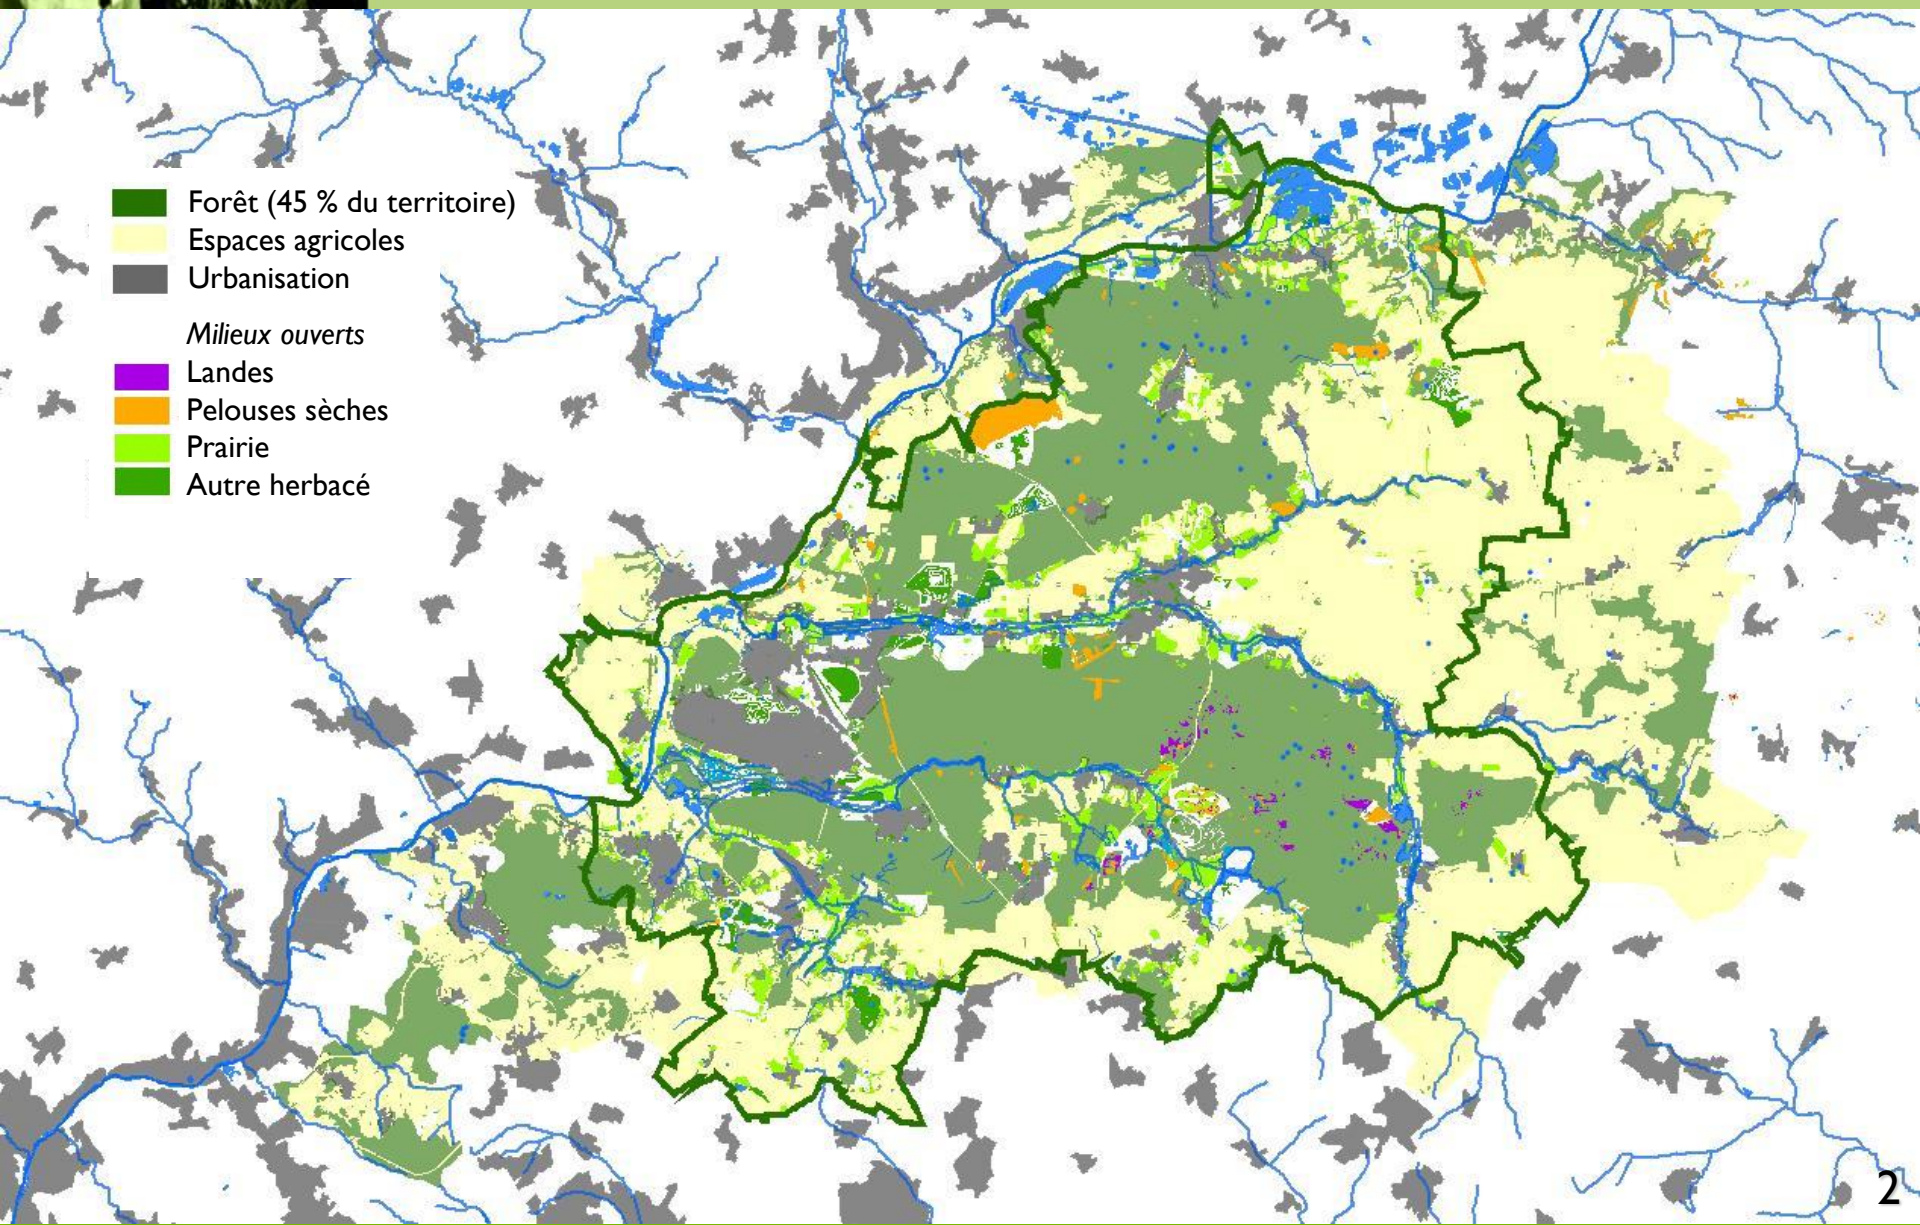 Forêt (45 % du territoire)
Espaces agricoles
Urbanisation
Milieux ouverts
Landes
Pelouses sèches
Prairie
Autre herbacé
2